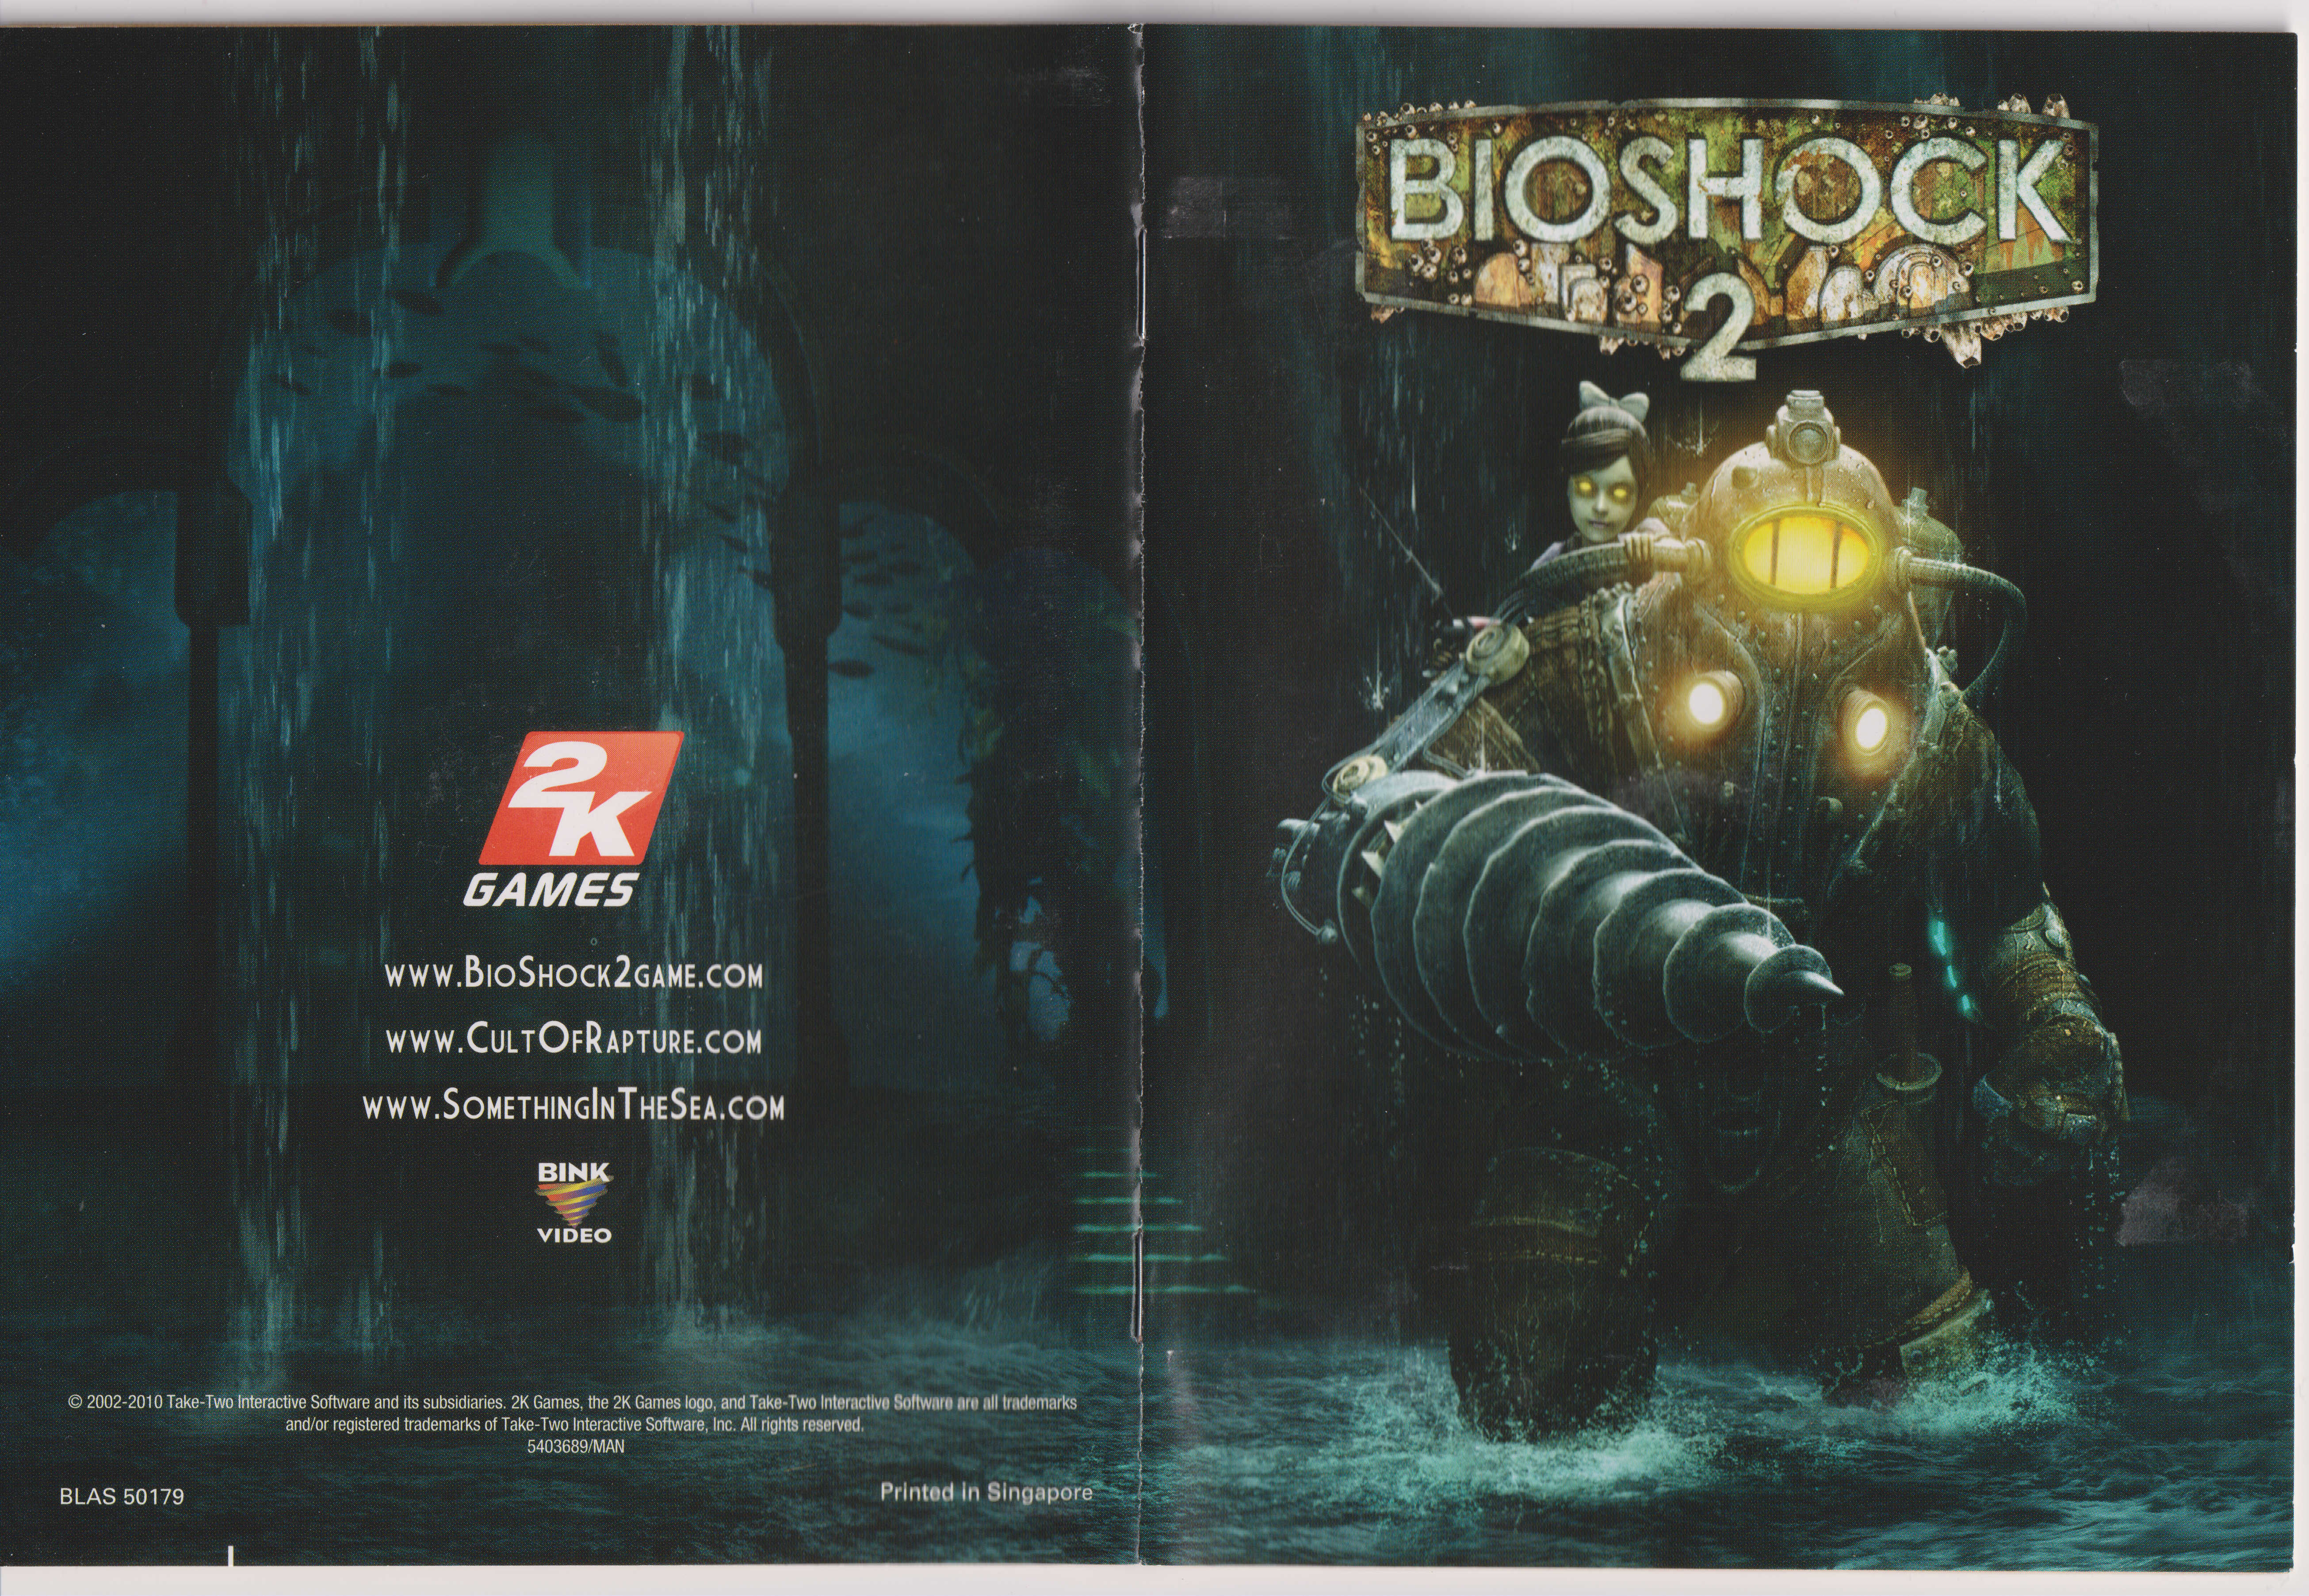 2K
GAMES
www.BioShock2game.com
www.CultOfRapture.com
www.SomethingInTheSea.com
BINK
VIDEO
© 2002-2010 Take-Two Interactive Software and its subsidiaries. 2K Games, the 2K Games logo, and Take-Two Interactive Software are all trademarks
and/or registered trademarks of Take-Two Interactive Software, Inc. All rights reserved.
5403689/MAN
BLAS 50179
Printed in Singapore
BIOSHOCK
2